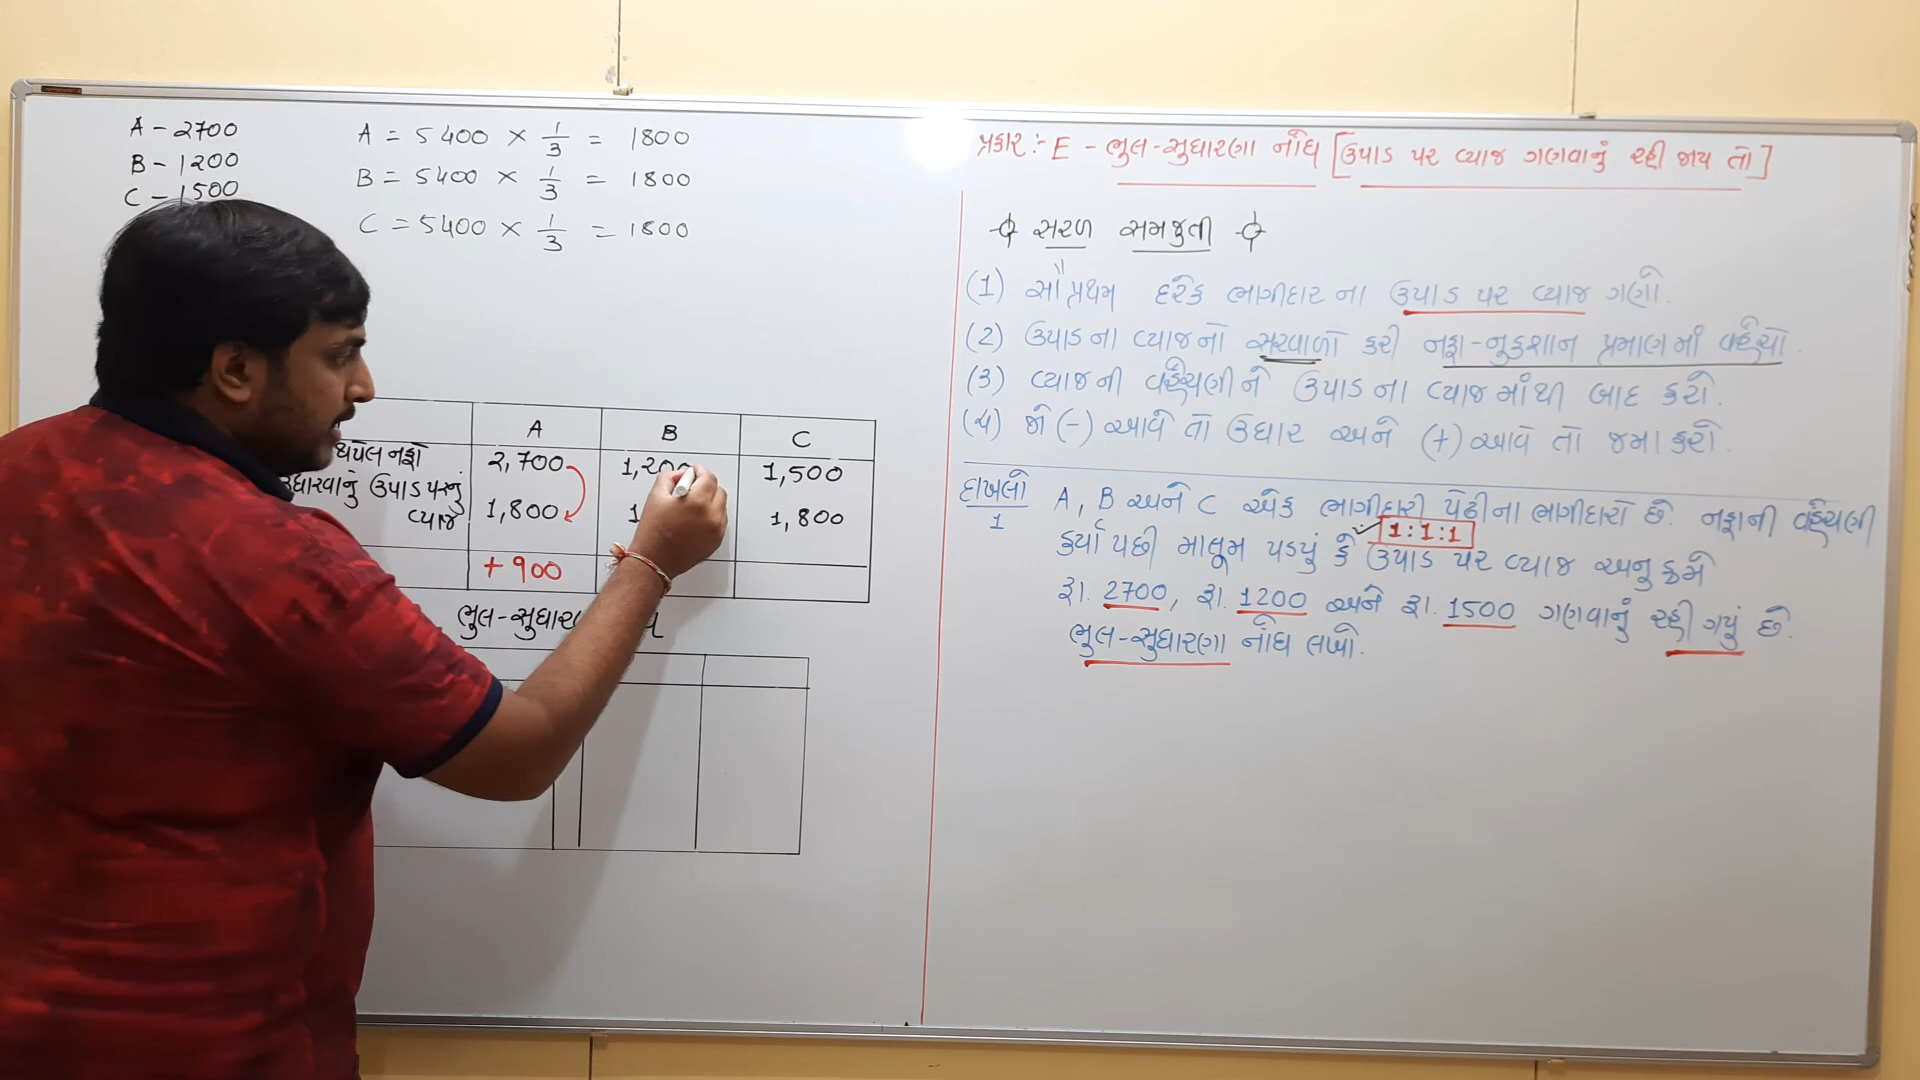 A - 2700
B - 1200
C - 1500
A = 5400 × 1/3 = 1800
B = 5400 × 1/3 = 1800
C = 5400 × 1/3 = 1800
A B C
નફો 2,700 1,200 1,500
ઉપાડ પરનું
વ્યાજ 1,800 1,800
+ 900
ભુલ-સુધારણા
પ્રકાર :- E - ભુલ-સુધારણા નોંધ [ઉપાડ પર વ્યાજ ગણવાનું રહી જાય તો]
સરળ સમજુતી
(1) સૌ પ્રથમ દરેક ભાગીદાર ના ઉપાડ પર વ્યાજ ગણો.
(2) ઉપાડ ના વ્યાજનો સરવાળો કરી નફા-નુકશાન પ્રમાણમાં વહેંચો.
(3) વ્યાજની વહેંચણીને ઉપાડ ના વ્યાજમાંથી બાદ કરો.
(4) જો (-) આવે તો ઉધાર અને (+) આવે તો જમા કરો.
દાખલો 1 A, B અને C એક ભાગીદારી પેઢીના ભાગીદારો છે. નફાની વહેંચણી
1:1:1
કર્યા પછી માલૂમ પડ્યું કે ઉપાડ પર વ્યાજ અનુક્રમે
રૂા. 2700, રૂા. 1200 અને રૂા. 1500 ગણવાનું રહી ગયું છે.
ભુલ-સુધારણા નોંધ લખો.